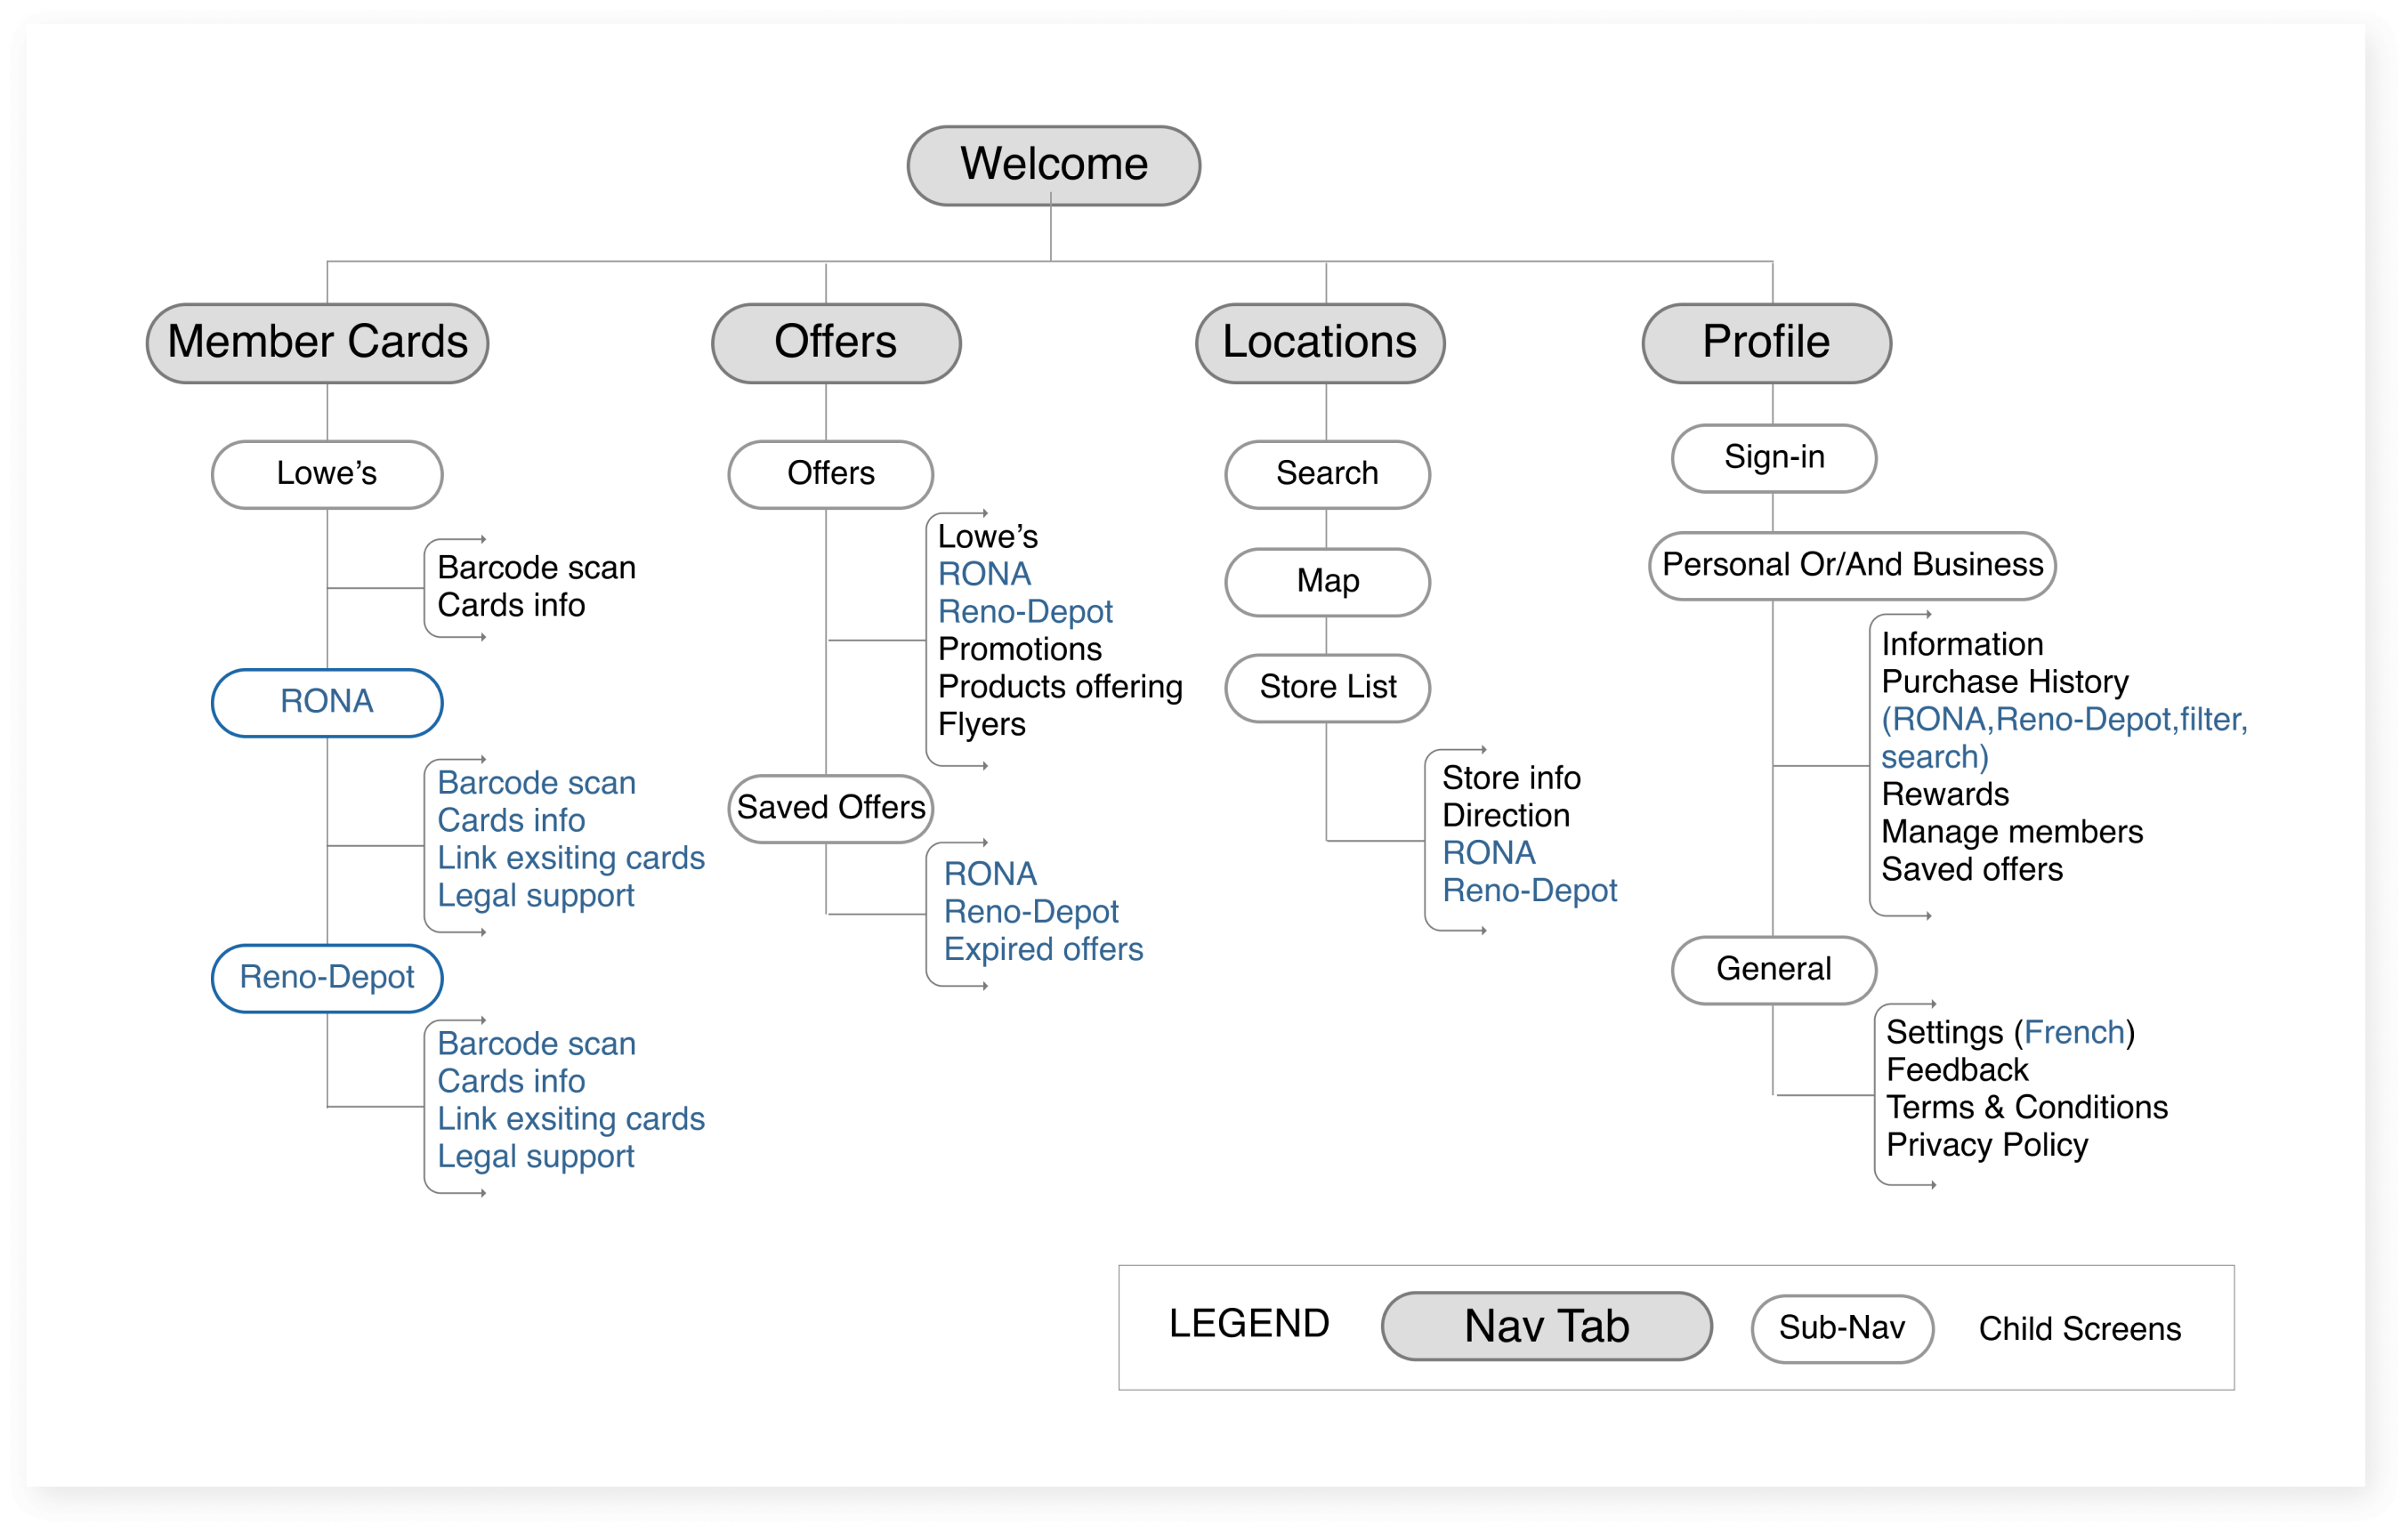 Welcome
Member Cards
Lowe’s
Barcode scan
Cards info
RONA
Barcode scan
Cards info
Link exsiting cards
Legal support
Reno-Depot
Barcode scan
Cards info
Link exsiting cards
Legal support
Offers
Offers
Lowe’s
RONA
Reno-Depot
Promotions
Products offering
Flyers
Saved Offers
RONA
Reno-Depot
Expired offers
Locations
Search
Map
Store List
Store info
Direction
RONA
Reno-Depot
Profile
Sign-in
Personal Or/And Business
Information
Purchase History
(RONA,Reno-Depot,filter,
search)
Rewards
Manage members
Saved offers
General
Settings (French)
Feedback
Terms & Conditions
Privacy Policy
LEGEND
Nav Tab
Sub-Nav
Child Screens